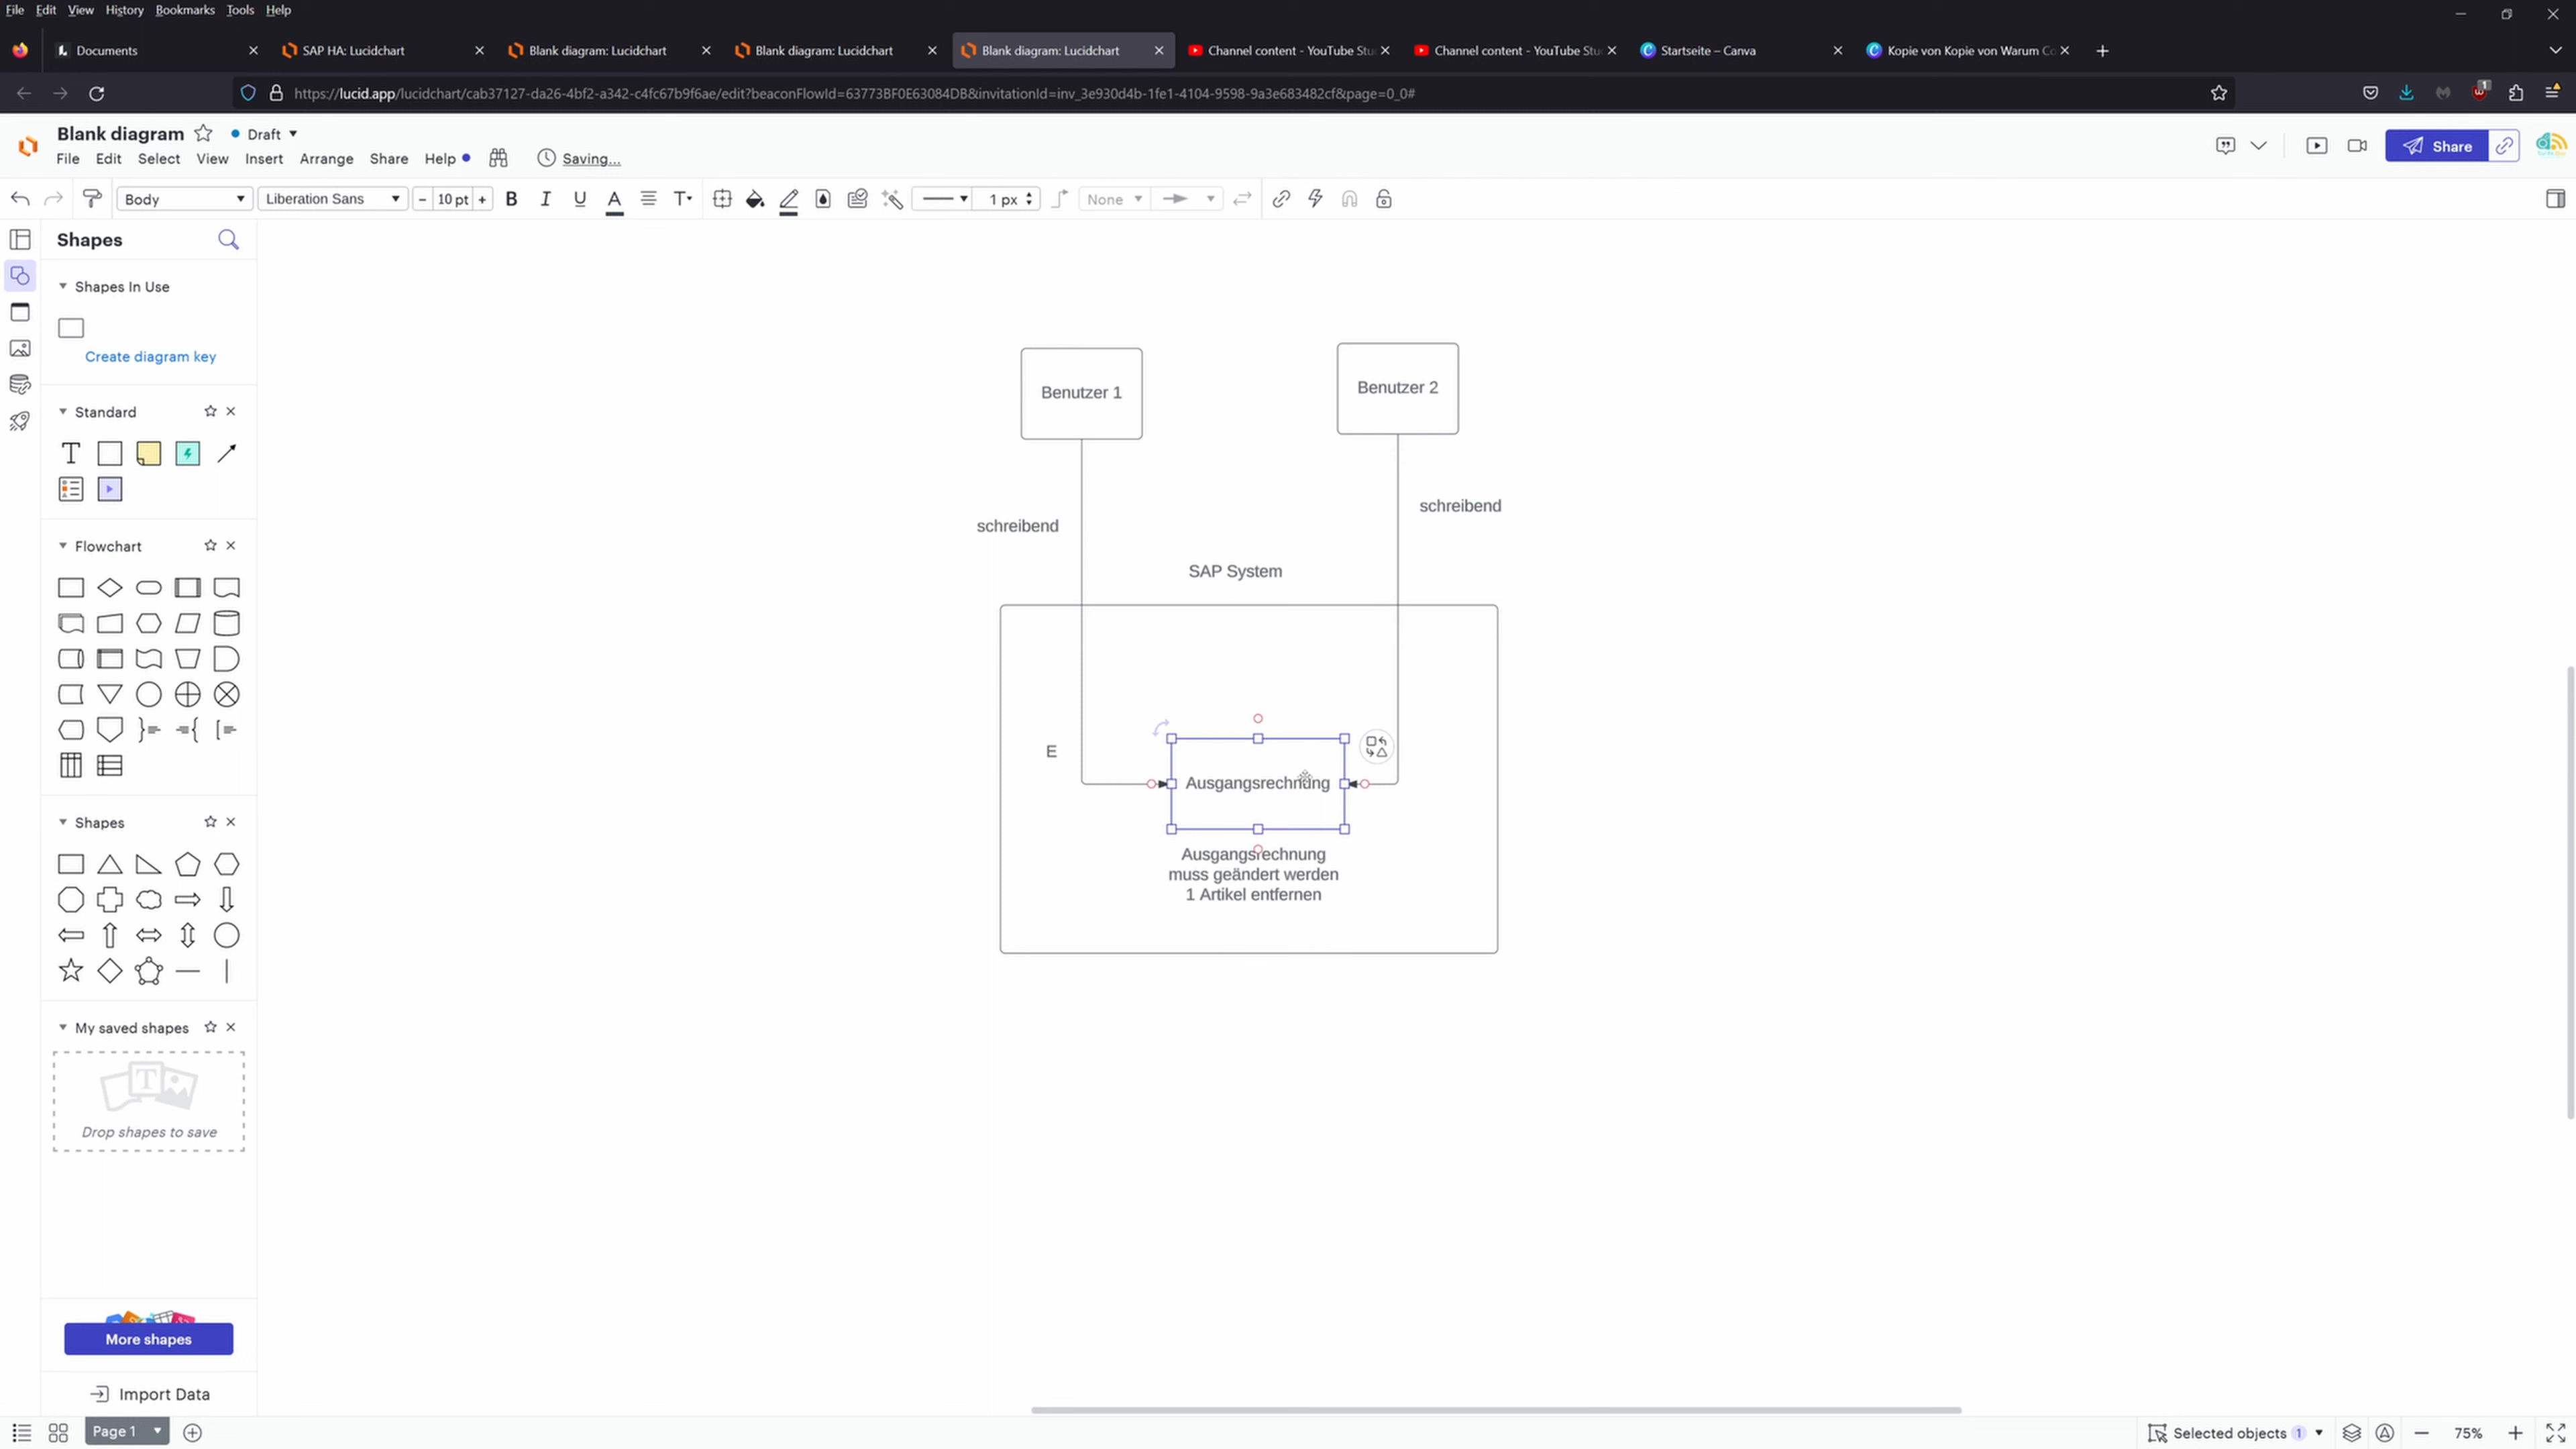 File Edit View History Bookmarks Tools Help
Documents
SAP HA: Lucidchart
Blank diagram: Lucidchart
Blank diagram: Lucidchart
Blank diagram: Lucidchart
Channel content - YouTube Stu
Channel content - YouTube Stu
Startseite – Canva
Kopie von Kopie von Warum Co
https://lucid.app/lucidchart/cab37127-da26-4bf2-a342-c4fc67b9f6ae/edit?beaconFlowId=63773BF0E63084DB&invitationId=inv_3e930d4b-1fe1-4104-9598-9a3e683482cf&page=0_0#
1
Blank diagram
Draft
File Edit Select View Insert Arrange Share Help
Saving...
Share
Body
Liberation Sans
- 10 pt +
B I U A T
1 px
None
Shapes
Shapes In Use
Create diagram key
Standard
T
Flowchart
Shapes
My saved shapes
T
Drop shapes to save
More shapes
Import Data
Benutzer 1
Benutzer 2
schreibend
schreibend
SAP System
E
Ausgangsrechnung
Ausgangsrechnung
muss geändert werden
1 Artikel entfernen
Page 1
Selected objects 1
75%